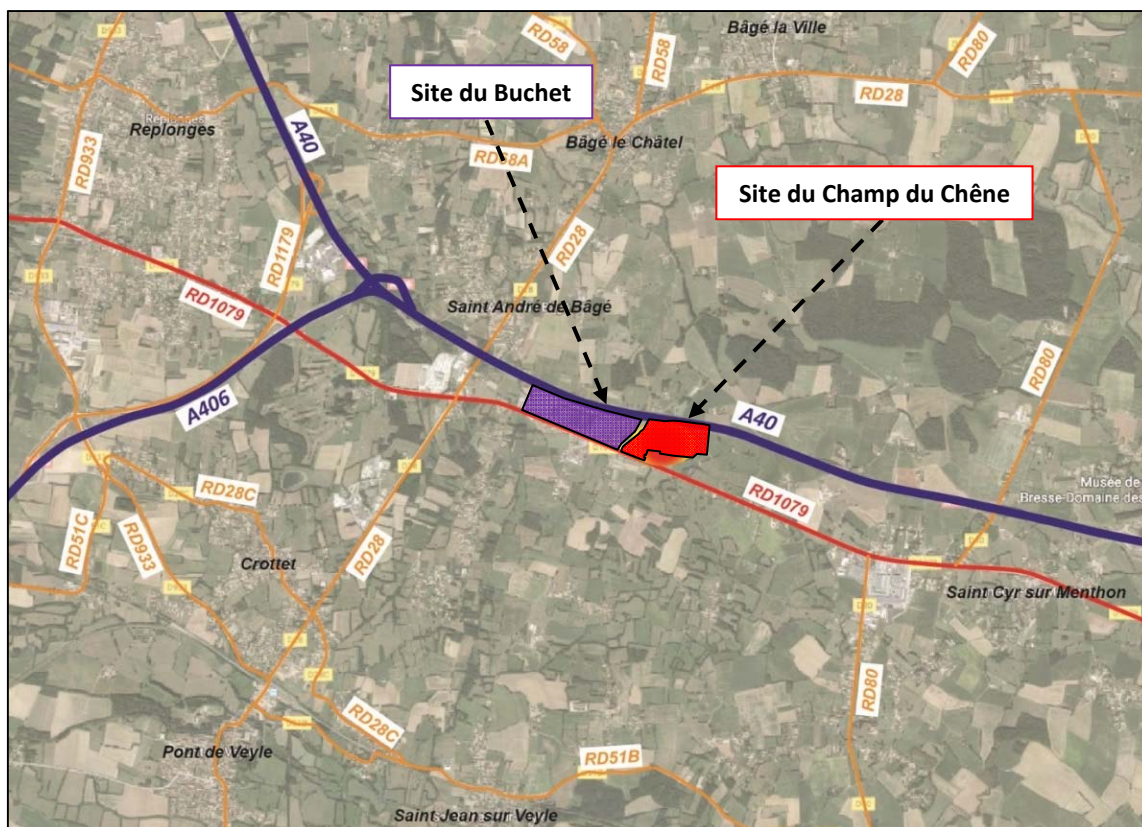 Bâgé la Ville
D933
RD58
RD58
RD80
Site du Buchet
RD28
Replonges
A40
RD933
RD58A
Bâgé le Châtel
Site du Champ du Chêne
RD1179
RD28
RD80
RD1079
Saint André de Bâgé
A406
A40
Musée de
Bresse-Domaine des
RD28C
RD1079
RD51C
RD933
RD28
Crottet
Saint Cyr sur Menthon
RD80
Pont de Veyle
RD28C
RD51B
Saint Jean sur Veyle